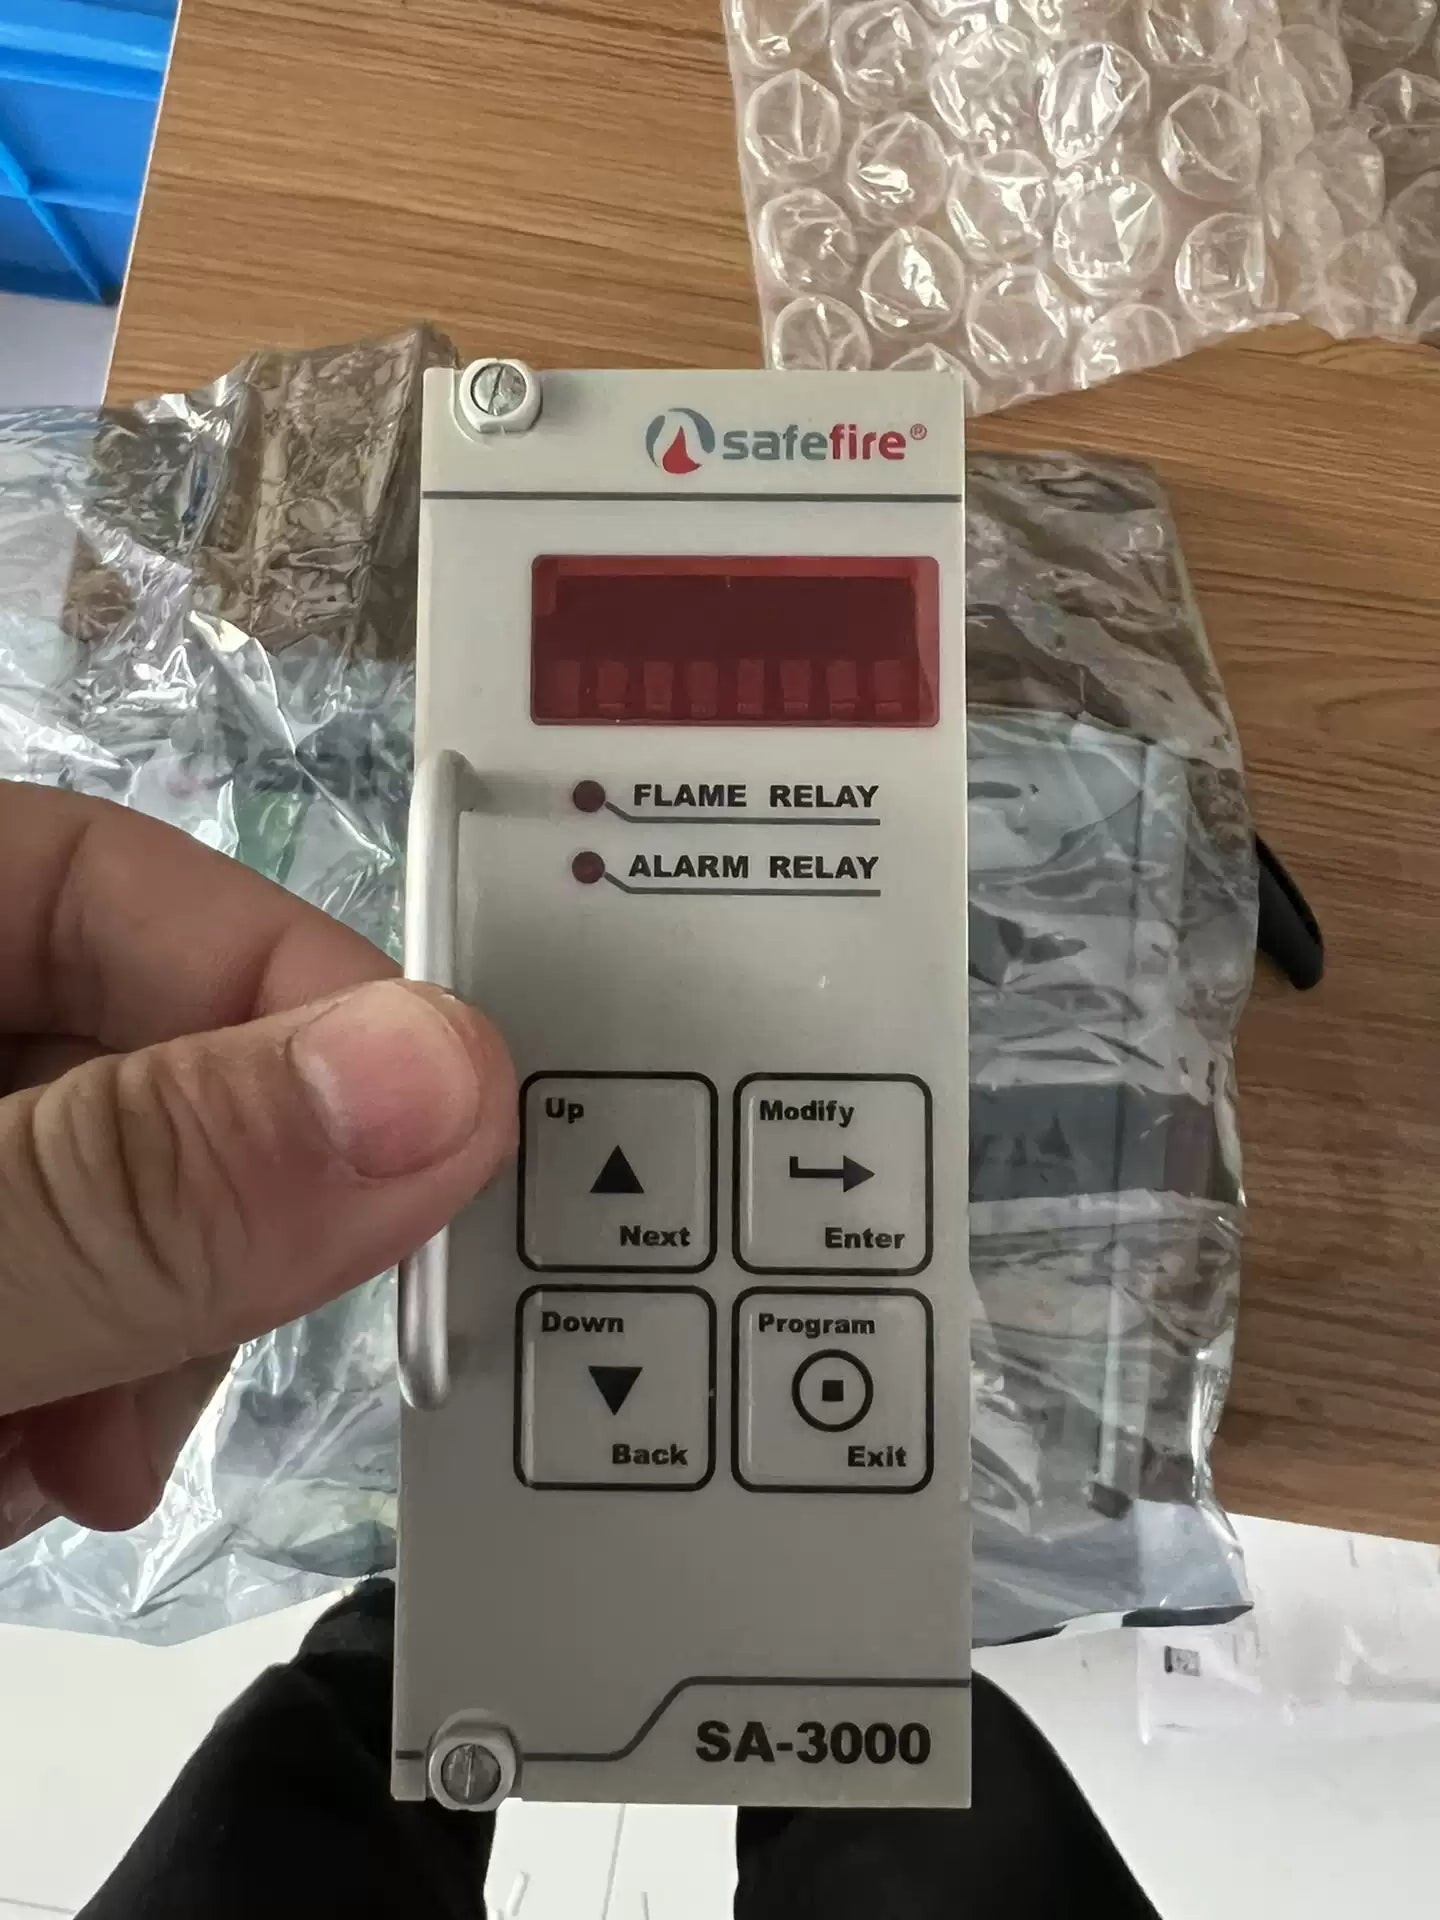 safefire®
FLAME RELAY
ALARM RELAY
Up
Next
Modify
Enter
Down
Back
Program
Exit
SA-3000